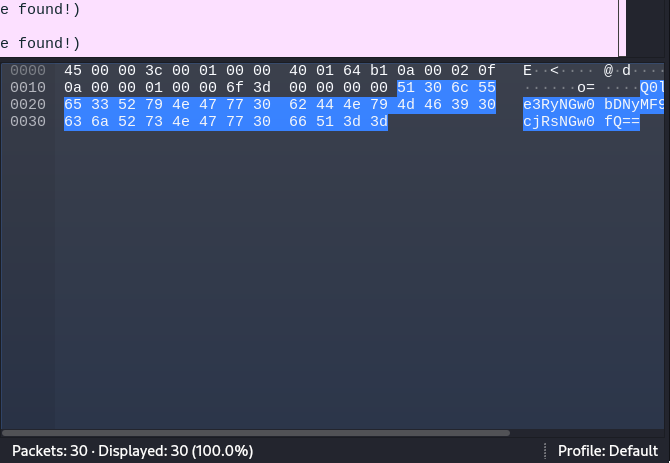 e found!)
e found!)
0000 45 00 00 3c 00 01 00 00 40 01 64 b1 0a 00 02 0f E··<···· @·d····
0010 0a 00 00 01 00 00 6f 3d 00 00 00 00 51 30 6c 55 ······o= ····Q0l
0020 65 33 52 79 4e 47 77 30 62 44 4e 79 4d 46 39 30 e3RyNGw0 bDNyMF9
0030 63 6a 52 73 4e 47 77 30 66 51 3d 3d cjRsNGw0 fQ==
Packets: 30 · Displayed: 30 (100.0%) Profile: Default